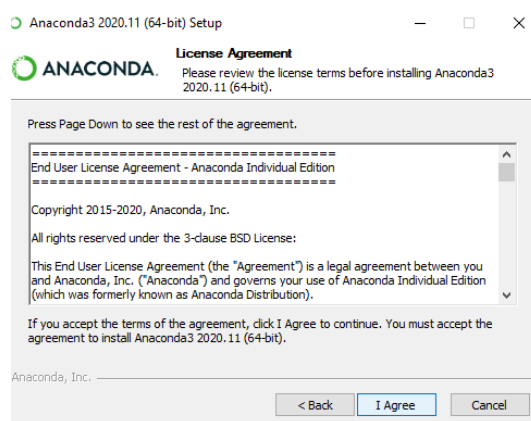 Anaconda3 2020.11 (64-bit) Setup
License Agreement
ANACONDA.
Please review the license terms before installing Anaconda3
2020.11 (64-bit).
Press Page Down to see the rest of the agreement.
====================================
End User License Agreement - Anaconda Individual Edition
====================================
Copyright 2015-2020, Anaconda, Inc.
All rights reserved under the 3-clause BSD License:
This End User License Agreement (the "Agreement") is a legal agreement between you
and Anaconda, Inc. ("Anaconda") and governs your use of Anaconda Individual Edition
(which was formerly known as Anaconda Distribution).
If you accept the terms of the agreement, click I Agree to continue. You must accept the
agreement to install Anaconda3 2020.11 (64-bit).
Anaconda, Inc.
< Back
I Agree
Cancel